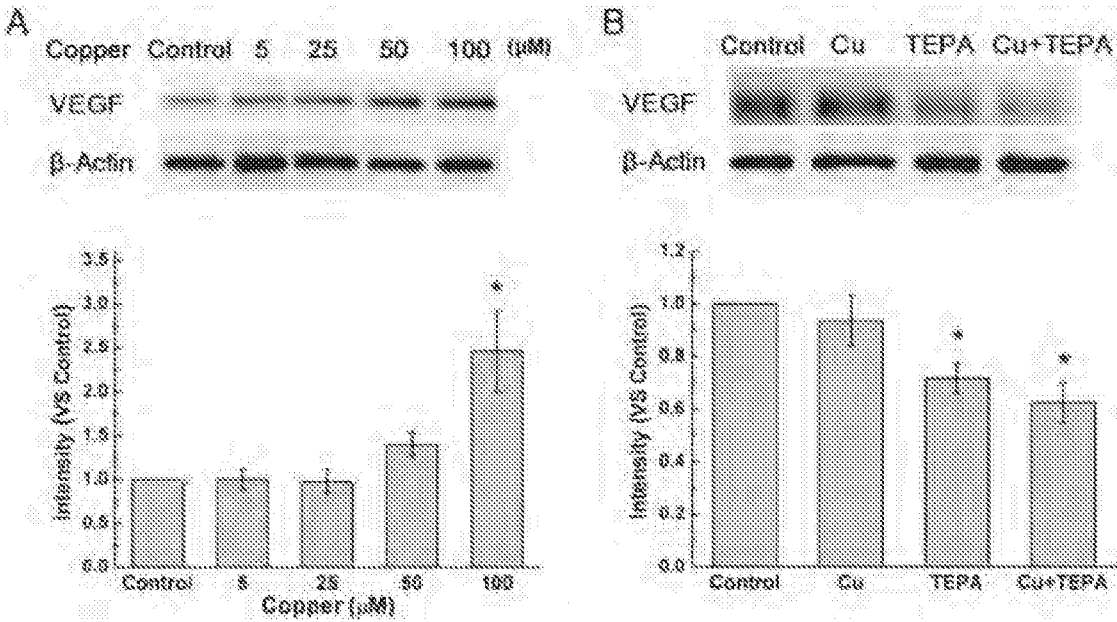 A
Copper Control 5 25 50 100 (μM)
VEGF
β-Actin
Intensity (VS Control)
3.5
3.0
2.5
2.0
1.5
1.0
0.5
0.0
*
Control 5 25 50 100
Copper (μM)
B
Control Cu TEPA Cu+TEPA
VEGF
β-Actin
Intensity (VS Control)
1.2
1.0
0.8
0.6
0.4
0.2
0.0
*
*
Control Cu TEPA Cu+TEPA